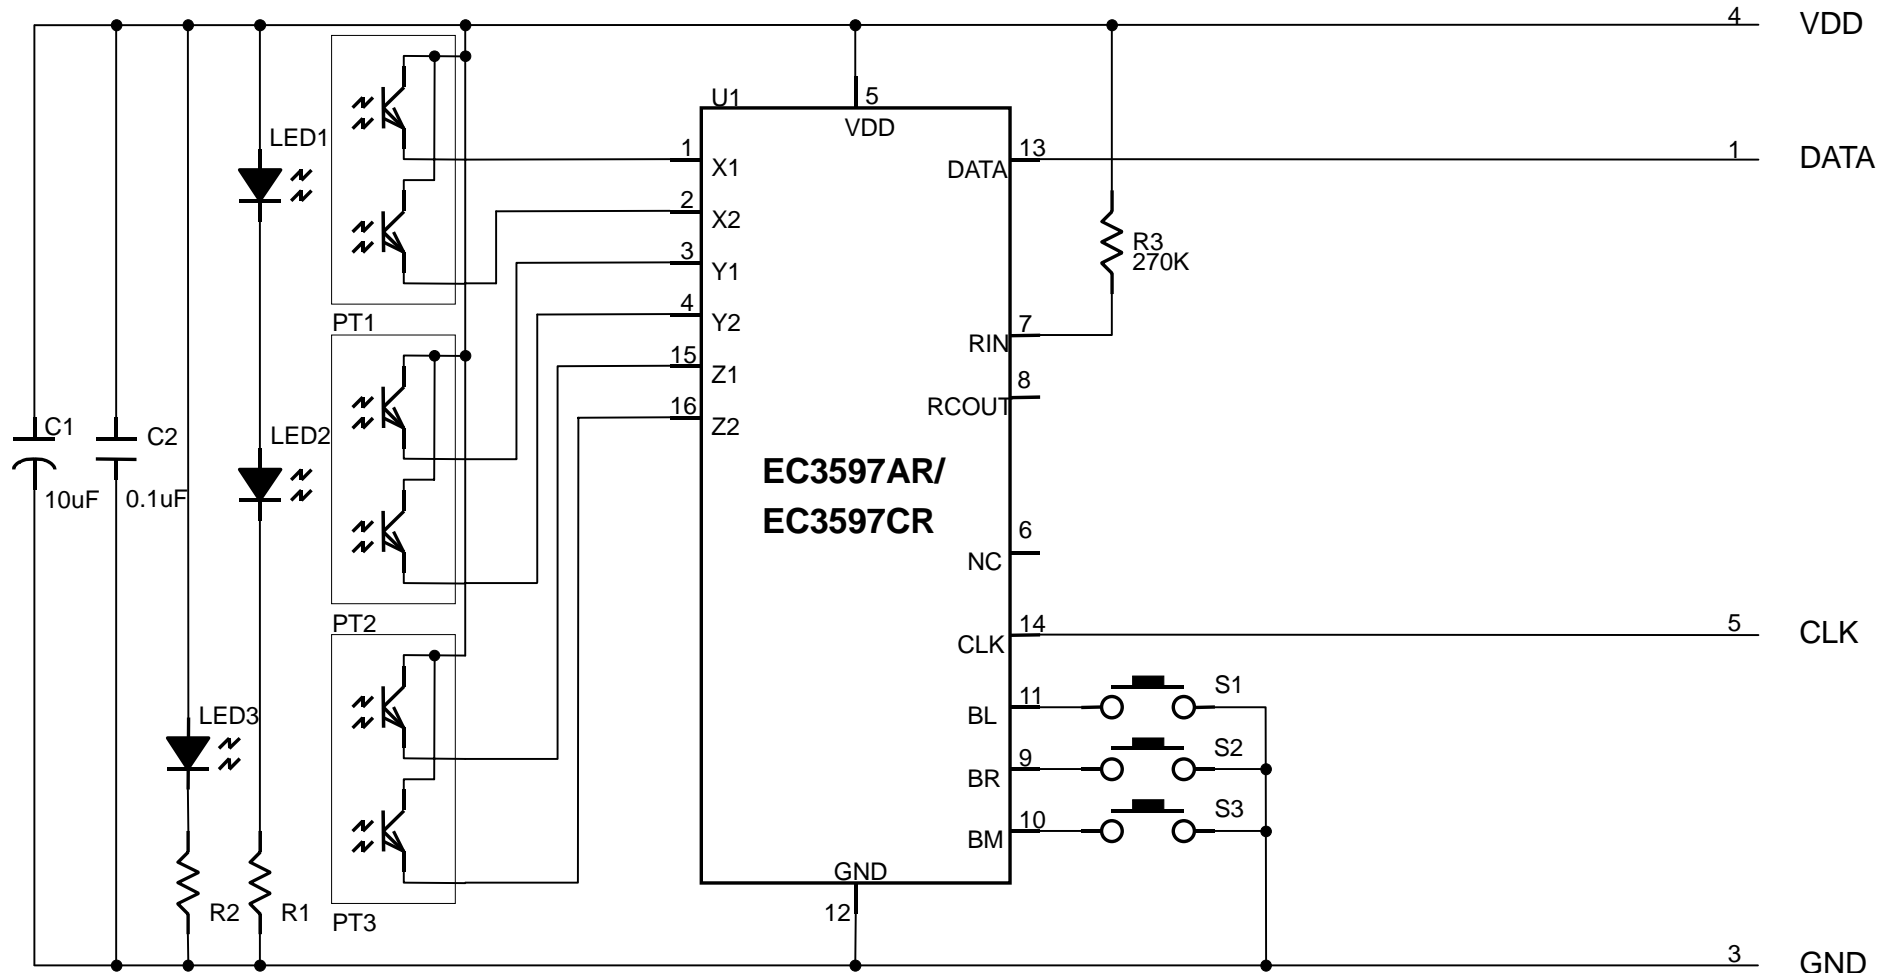 4 VDD
U1
5
VDD
LED1
1 X1
13
DATA
1 DATA
2
X2
R3
270K
3
Y1
PT1
4
Y2
7
RIN
15
Z1
8
RCOUT
16
Z2
C1
10uF
C2
0.1uF
LED2
EC3597AR/
EC3597CR
6
NC
PT2
14
CLK
5 CLK
11
BL
S1
LED3
9
BR
S2
10
BM
S3
GND
12
R2
R1
PT3
3 GND